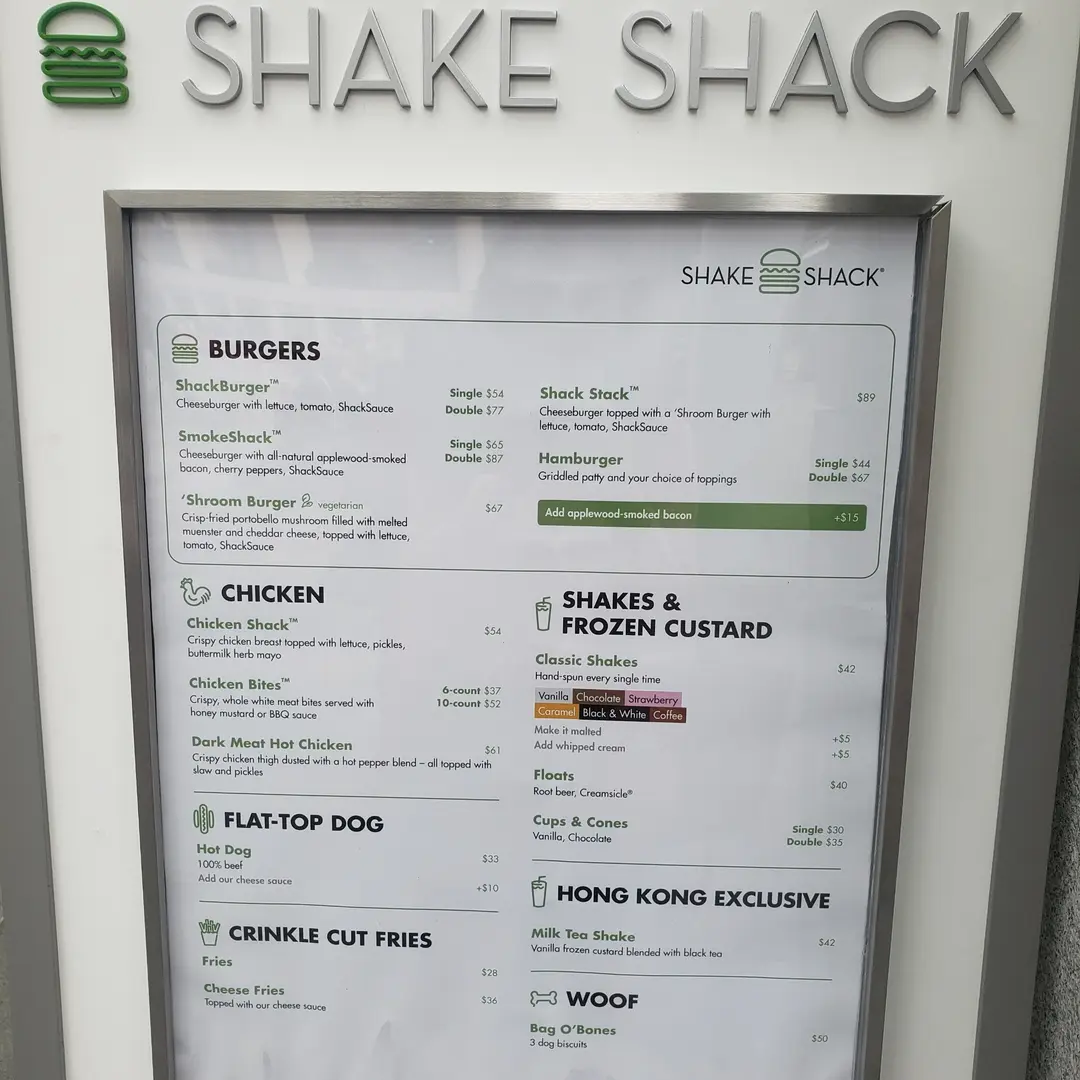 SHAKE SHACK
SHAKE SHACK®
BURGERS
ShackBurger™
Cheeseburger with lettuce, tomato, ShackSauce
Single $54
Double $77
SmokeShack™
Cheeseburger with all-natural applewood-smoked
bacon, cherry peppers, ShackSauce
Single $65
Double $87
'Shroom Burger vegetarian
$67
Crisp-fried portobello mushroom filled with melted
muenster and cheddar cheese, topped with lettuce,
tomato, ShackSauce
Shack Stack™
$89
Cheeseburger topped with a 'Shroom Burger with
lettuce, tomato, ShackSauce
Hamburger
Griddled patty and your choice of toppings
Single $44
Double $67
Add applewood-smoked bacon +$15
CHICKEN
Chicken Shack™
$54
Crispy chicken breast topped with lettuce, pickles,
buttermilk herb mayo
Chicken Bites™
Crispy, whole white meat bites served with
honey mustard or BBQ sauce
6-count $37
10-count $52
Dark Meat Hot Chicken
$61
Crispy chicken thigh dusted with a hot pepper blend – all topped with
slaw and pickles
FLAT-TOP DOG
Hot Dog
100% beef
$33
Add our cheese sauce
+$10
CRINKLE CUT FRIES
Fries
$28
Cheese Fries
Topped with our cheese sauce
$36
SHAKES &
FROZEN CUSTARD
Classic Shakes
$42
Hand-spun every single time
Vanilla Chocolate Strawberry
Caramel Black & White Coffee
Make it malted
+$5
Add whipped cream
+$5
Floats
Root beer, Creamsicle®
$40
Cups & Cones
Vanilla, Chocolate
Single $30
Double $35
HONG KONG EXCLUSIVE
Milk Tea Shake
$42
Vanilla frozen custard blended with black tea
WOOF
Bag O'Bones
3 dog biscuits
$50